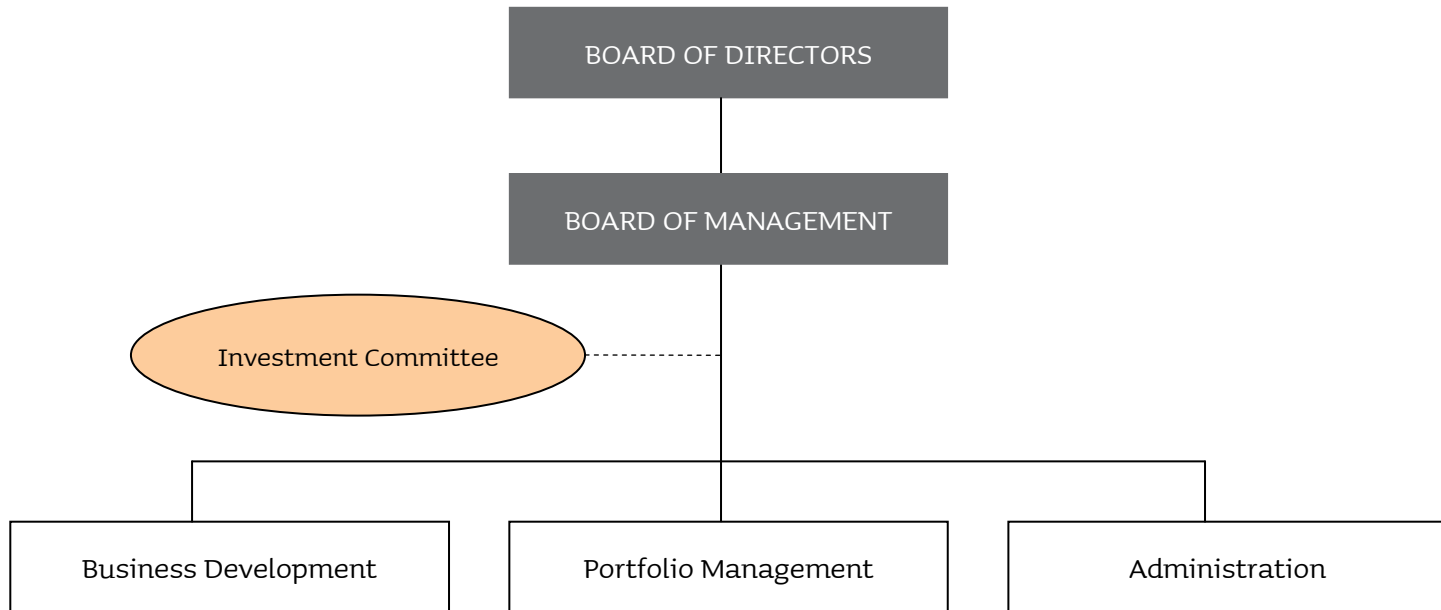 BOARD OF DIRECTORS
BOARD OF MANAGEMENT
Investment Committee
Business Development
Portfolio Management
Administration